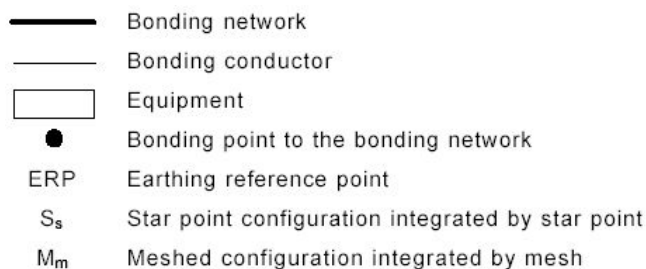 Bonding network
Bonding conductor
Equipment
Bonding point to the bonding network
ERP Earthing reference point
Ss Star point configuration integrated by star point
Mm Meshed configuration integrated by mesh